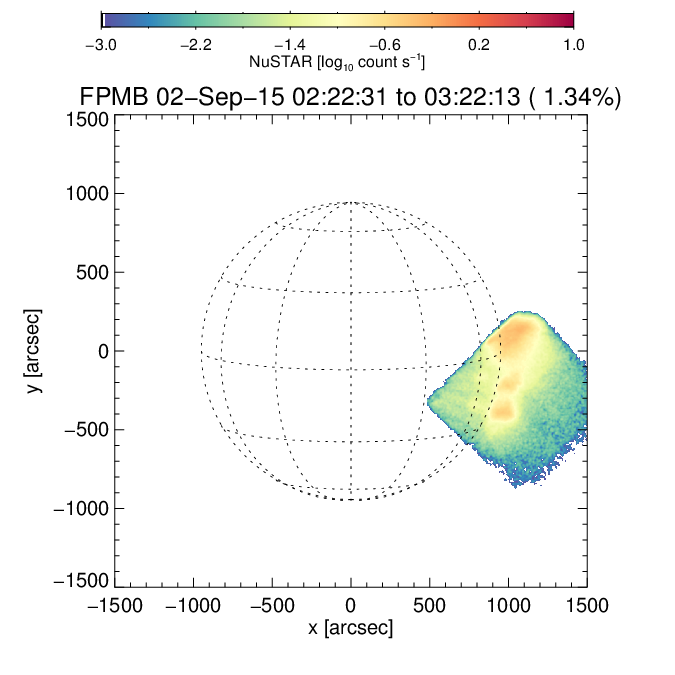 −3.0 −2.2 −1.4 −0.6 0.2 1.0
NuSTAR [log₁₀ count s⁻¹]
FPMB 02−Sep−15 02:22:31 to 03:22:13 ( 1.34%)
1500
1000
500
0
−500
−1000
−1500
y [arcsec]
−1500 −1000 −500 0 500 1000 1500
x [arcsec]